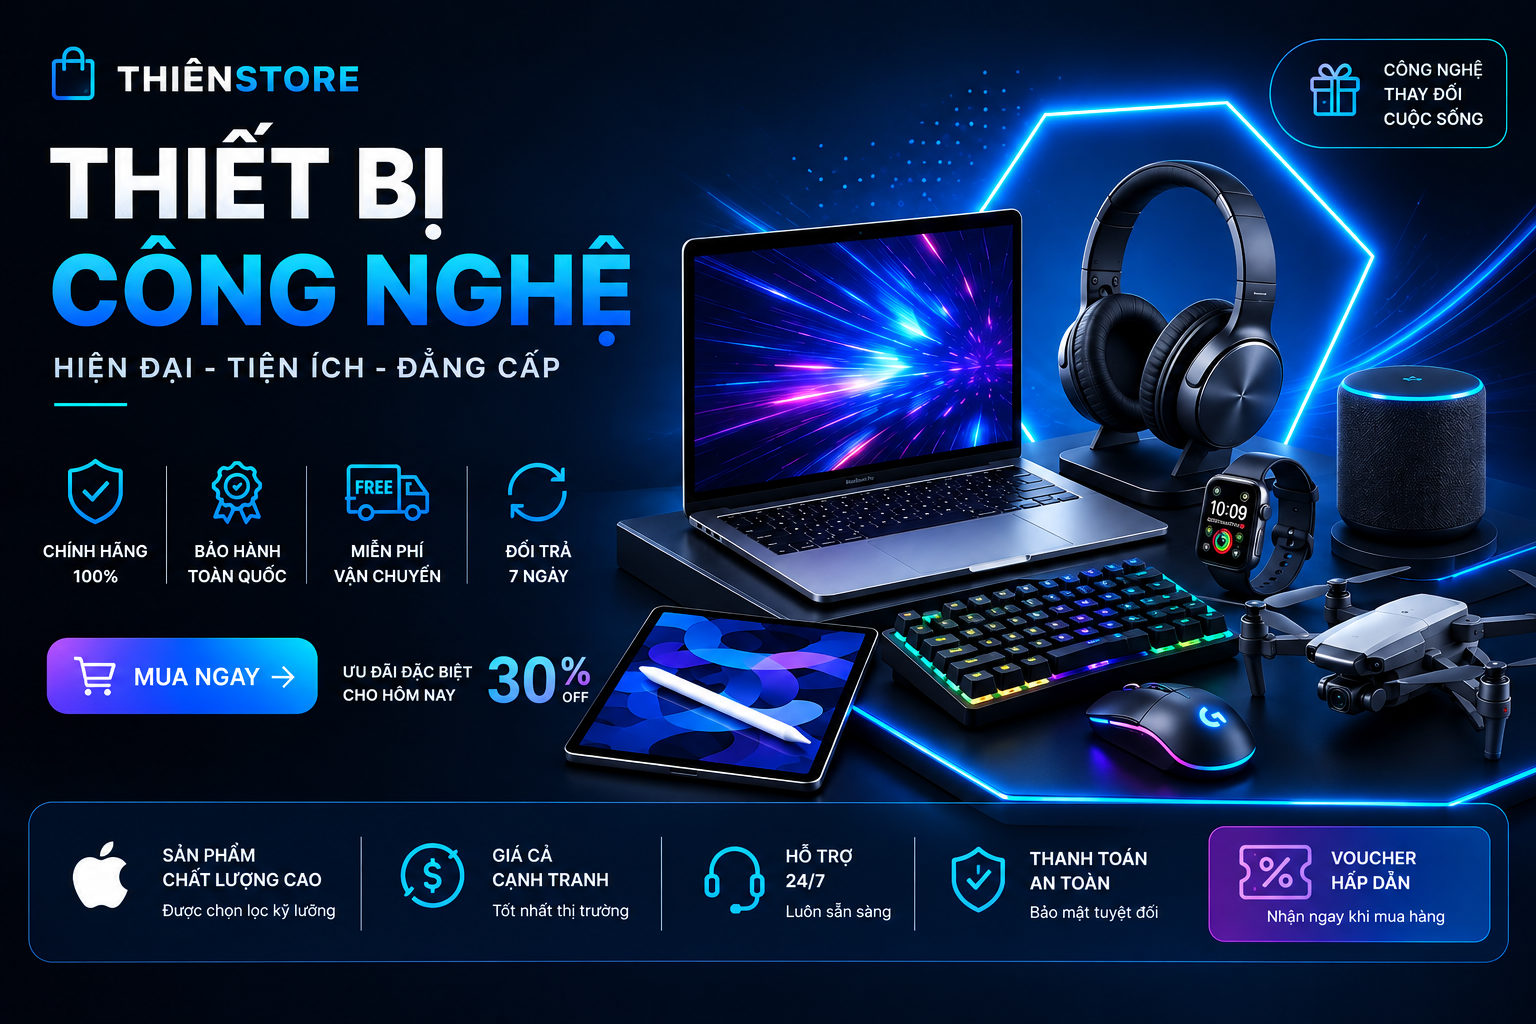 THIÊNSTORE
CÔNG NGHỆ
THAY ĐỔI
CUỘC SỐNG
THIẾT BỊ
CÔNG NGHỆ
HIỆN ĐẠI - TIỆN ÍCH - ĐẲNG CẤP
CHÍNH HÃNG
100%
BẢO HÀNH
TOÀN QUỐC
FREE
MIỄN PHÍ
VẬN CHUYỂN
ĐỔI TRẢ
7 NGÀY
10:09
MUA NGAY →
ƯU ĐÃI ĐẶC BIỆT
CHO HÔM NAY
30%
OFF
SẢN PHẨM
CHẤT LƯỢNG CAO
Được chọn lọc kỹ lưỡng
GIÁ CẢ
CẠNH TRANH
Tốt nhất thị trường
HỖ TRỢ
24/7
Luôn sẵn sàng
THANH TOÁN
AN TOÀN
Bảo mật tuyệt đối
VOUCHER
HẤP DẪN
Nhận ngay khi mua hàng